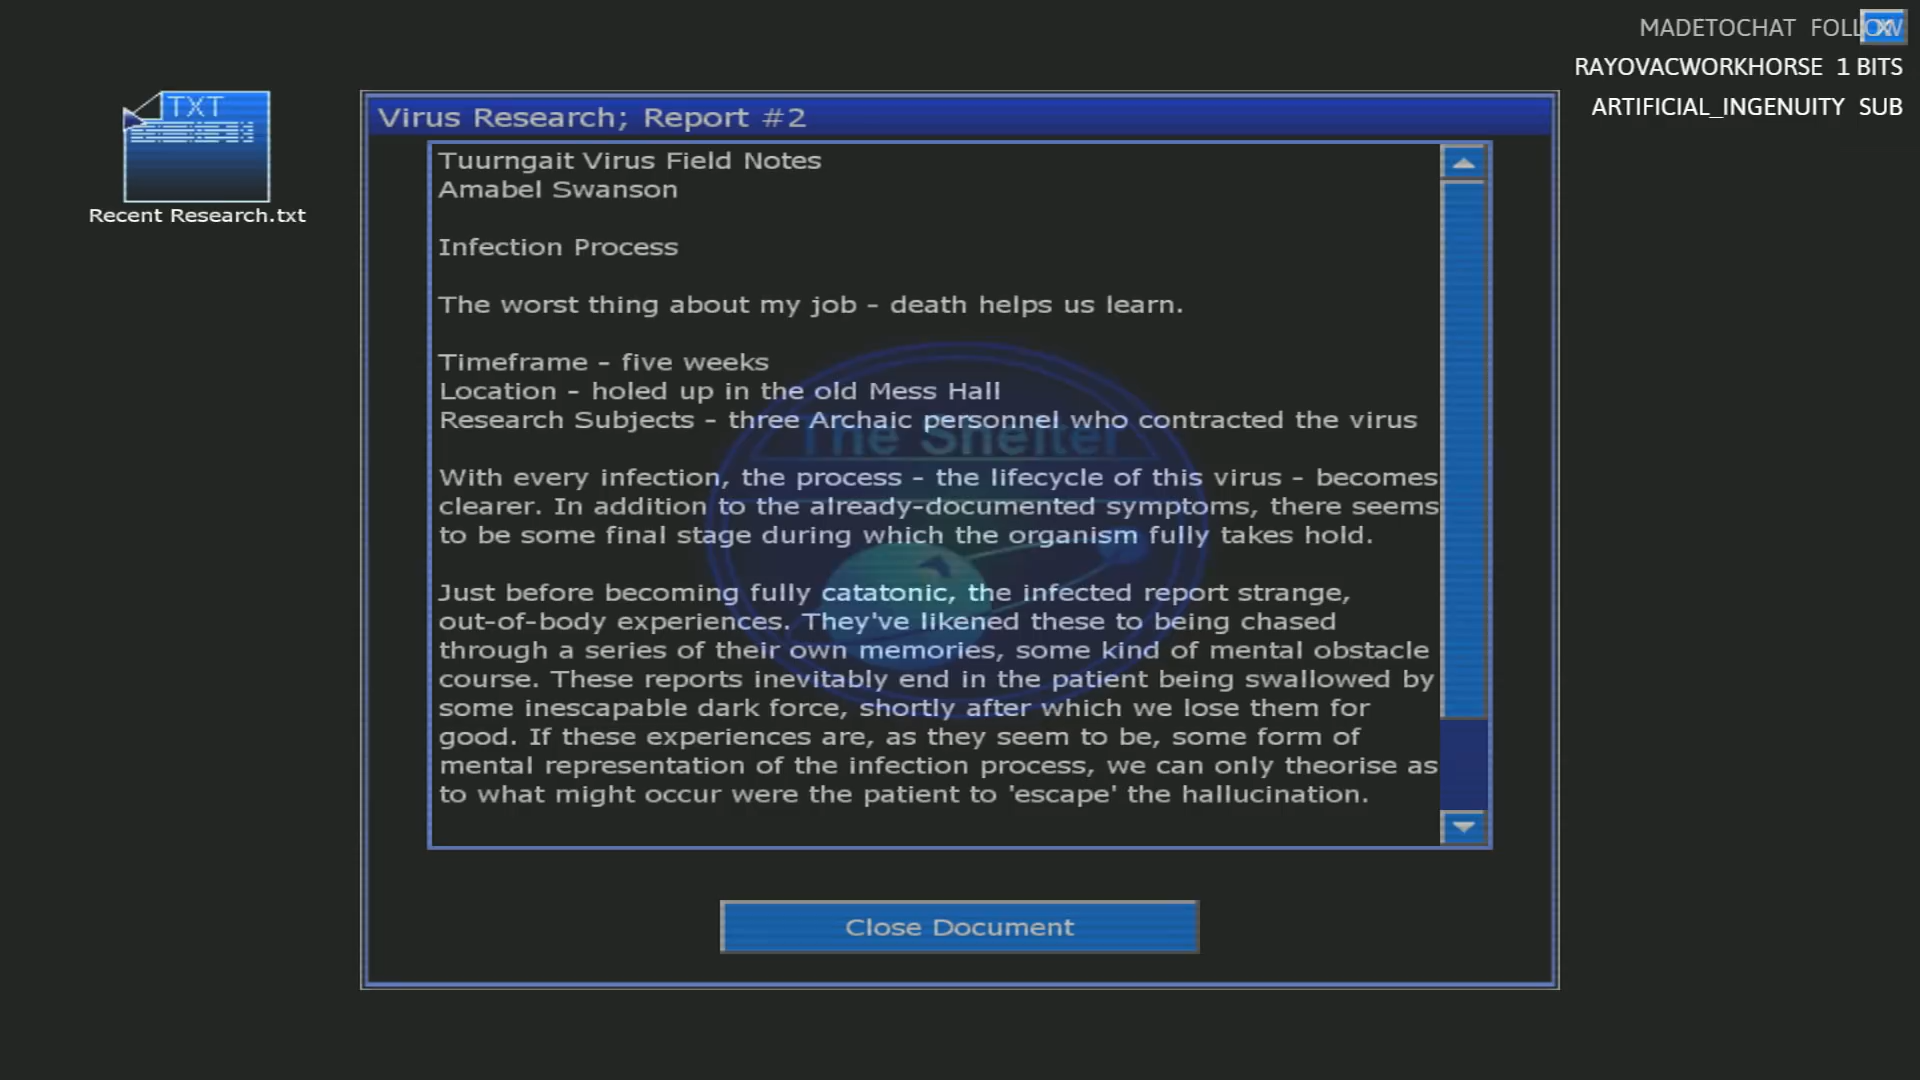 MADETOCHAT FOLLOW
RAYOVACWORKHORSE 1 BITS
ARTIFICIAL_INGENUITY SUB
TXT
Recent Research.txt
Virus Research; Report #2
Tuurngait Virus Field Notes
Amabel Swanson
Infection Process
The worst thing about my job - death helps us learn.
Timeframe - five weeks
Location - holed up in the old Mess Hall
Research Subjects - three Archaic personnel who contracted the virus
The Shelter
With every infection, the process - the lifecycle of this virus - becomes
clearer. In addition to the already-documented symptoms, there seems
to be some final stage during which the organism fully takes hold.
Just before becoming fully catatonic, the infected report strange,
out-of-body experiences. They've likened these to being chased
through a series of their own memories, some kind of mental obstacle
course. These reports inevitably end in the patient being swallowed by
some inescapable dark force, shortly after which we lose them for
good. If these experiences are, as they seem to be, some form of
mental representation of the infection process, we can only theorise as
to what might occur were the patient to 'escape' the hallucination.
Close Document